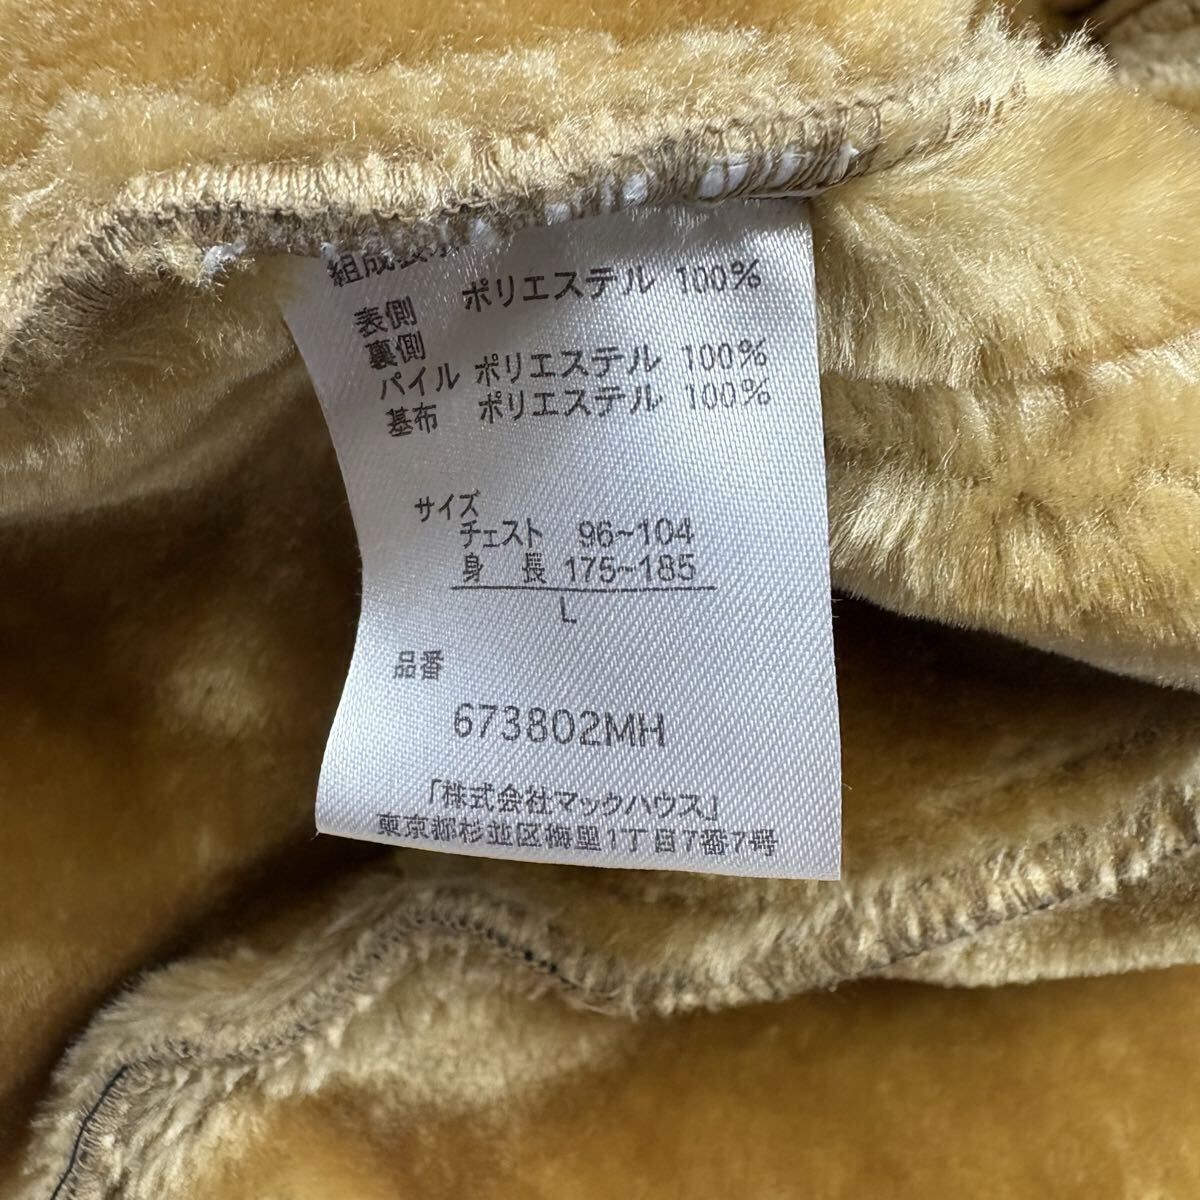 組成表示
表側 ポリエステル 100%
裏側
パイル ポリエステル 100%
基布 ポリエステル 100%
サイズ
チェスト 96~104
身 長 175~185
L
品番
673802MH
「株式会社マックハウス」
東京都杉並区梅里1丁目7番7号